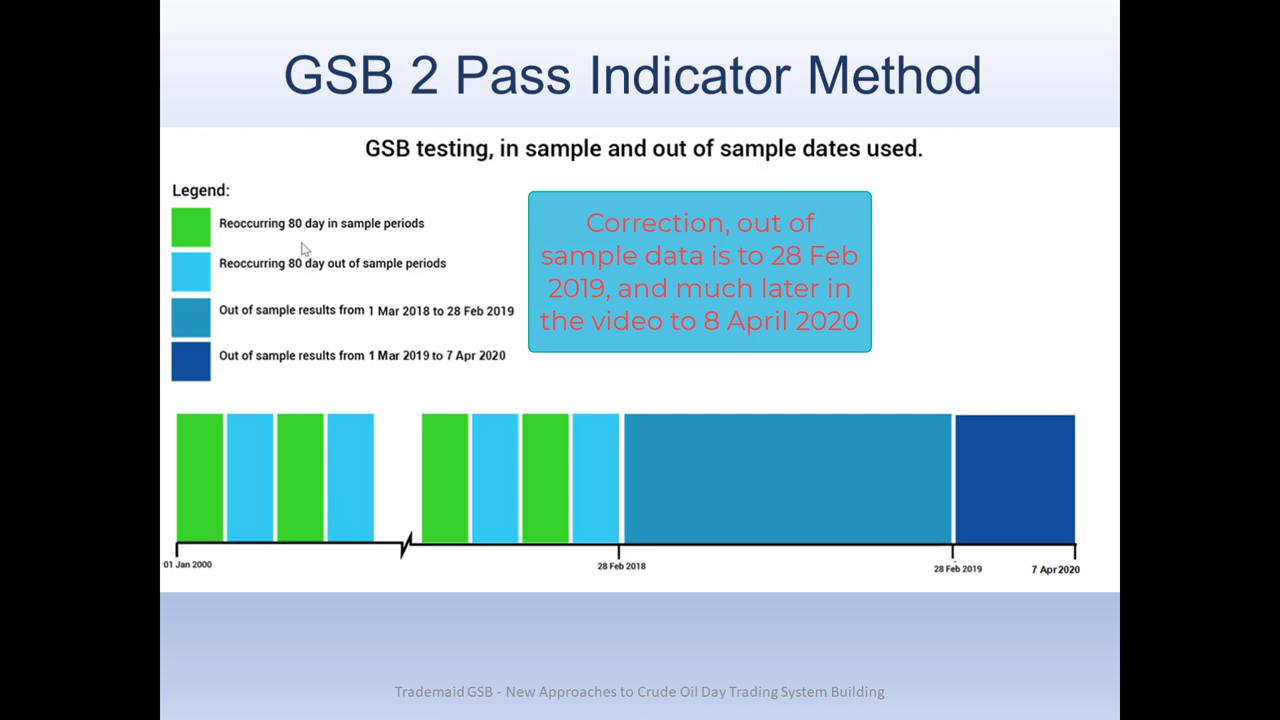 GSB 2 Pass Indicator Method
GSB testing, in sample and out of sample dates used.
Legend:
Reoccurring 80 day in sample periods
Reoccurring 80 day out of sample periods
Out of sample results from 1 Mar 2018 to 28 Feb 2019
Out of sample results from 1 Mar 2019 to 7 Apr 2020
Correction, out of
sample data is to 28 Feb
2019, and much later in
the video to 8 April 2020
01 Jan 2000
28 Feb 2018
28 Feb 2019
7 Apr 2020
Trademaid GSB - New Approaches to Crude Oil Day Trading System Building